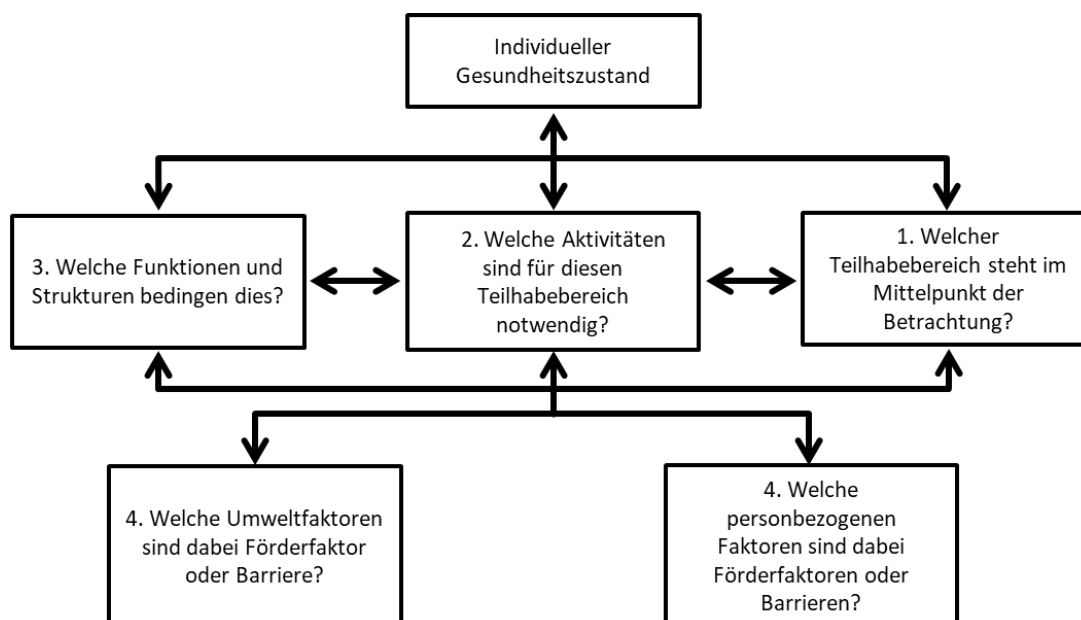 Individueller
Gesundheitszustand
3. Welche Funktionen und
Strukturen bedingen dies?
2. Welche Aktivitäten
sind für diesen
Teilhabebereich
notwendig?
1. Welcher
Teilhabebereich steht im
Mittelpunkt der
Betrachtung?
4. Welche Umweltfaktoren
sind dabei Förderfaktor
oder Barriere?
4. Welche
personbezogenen
Faktoren sind dabei
Förderfaktoren oder
Barrieren?